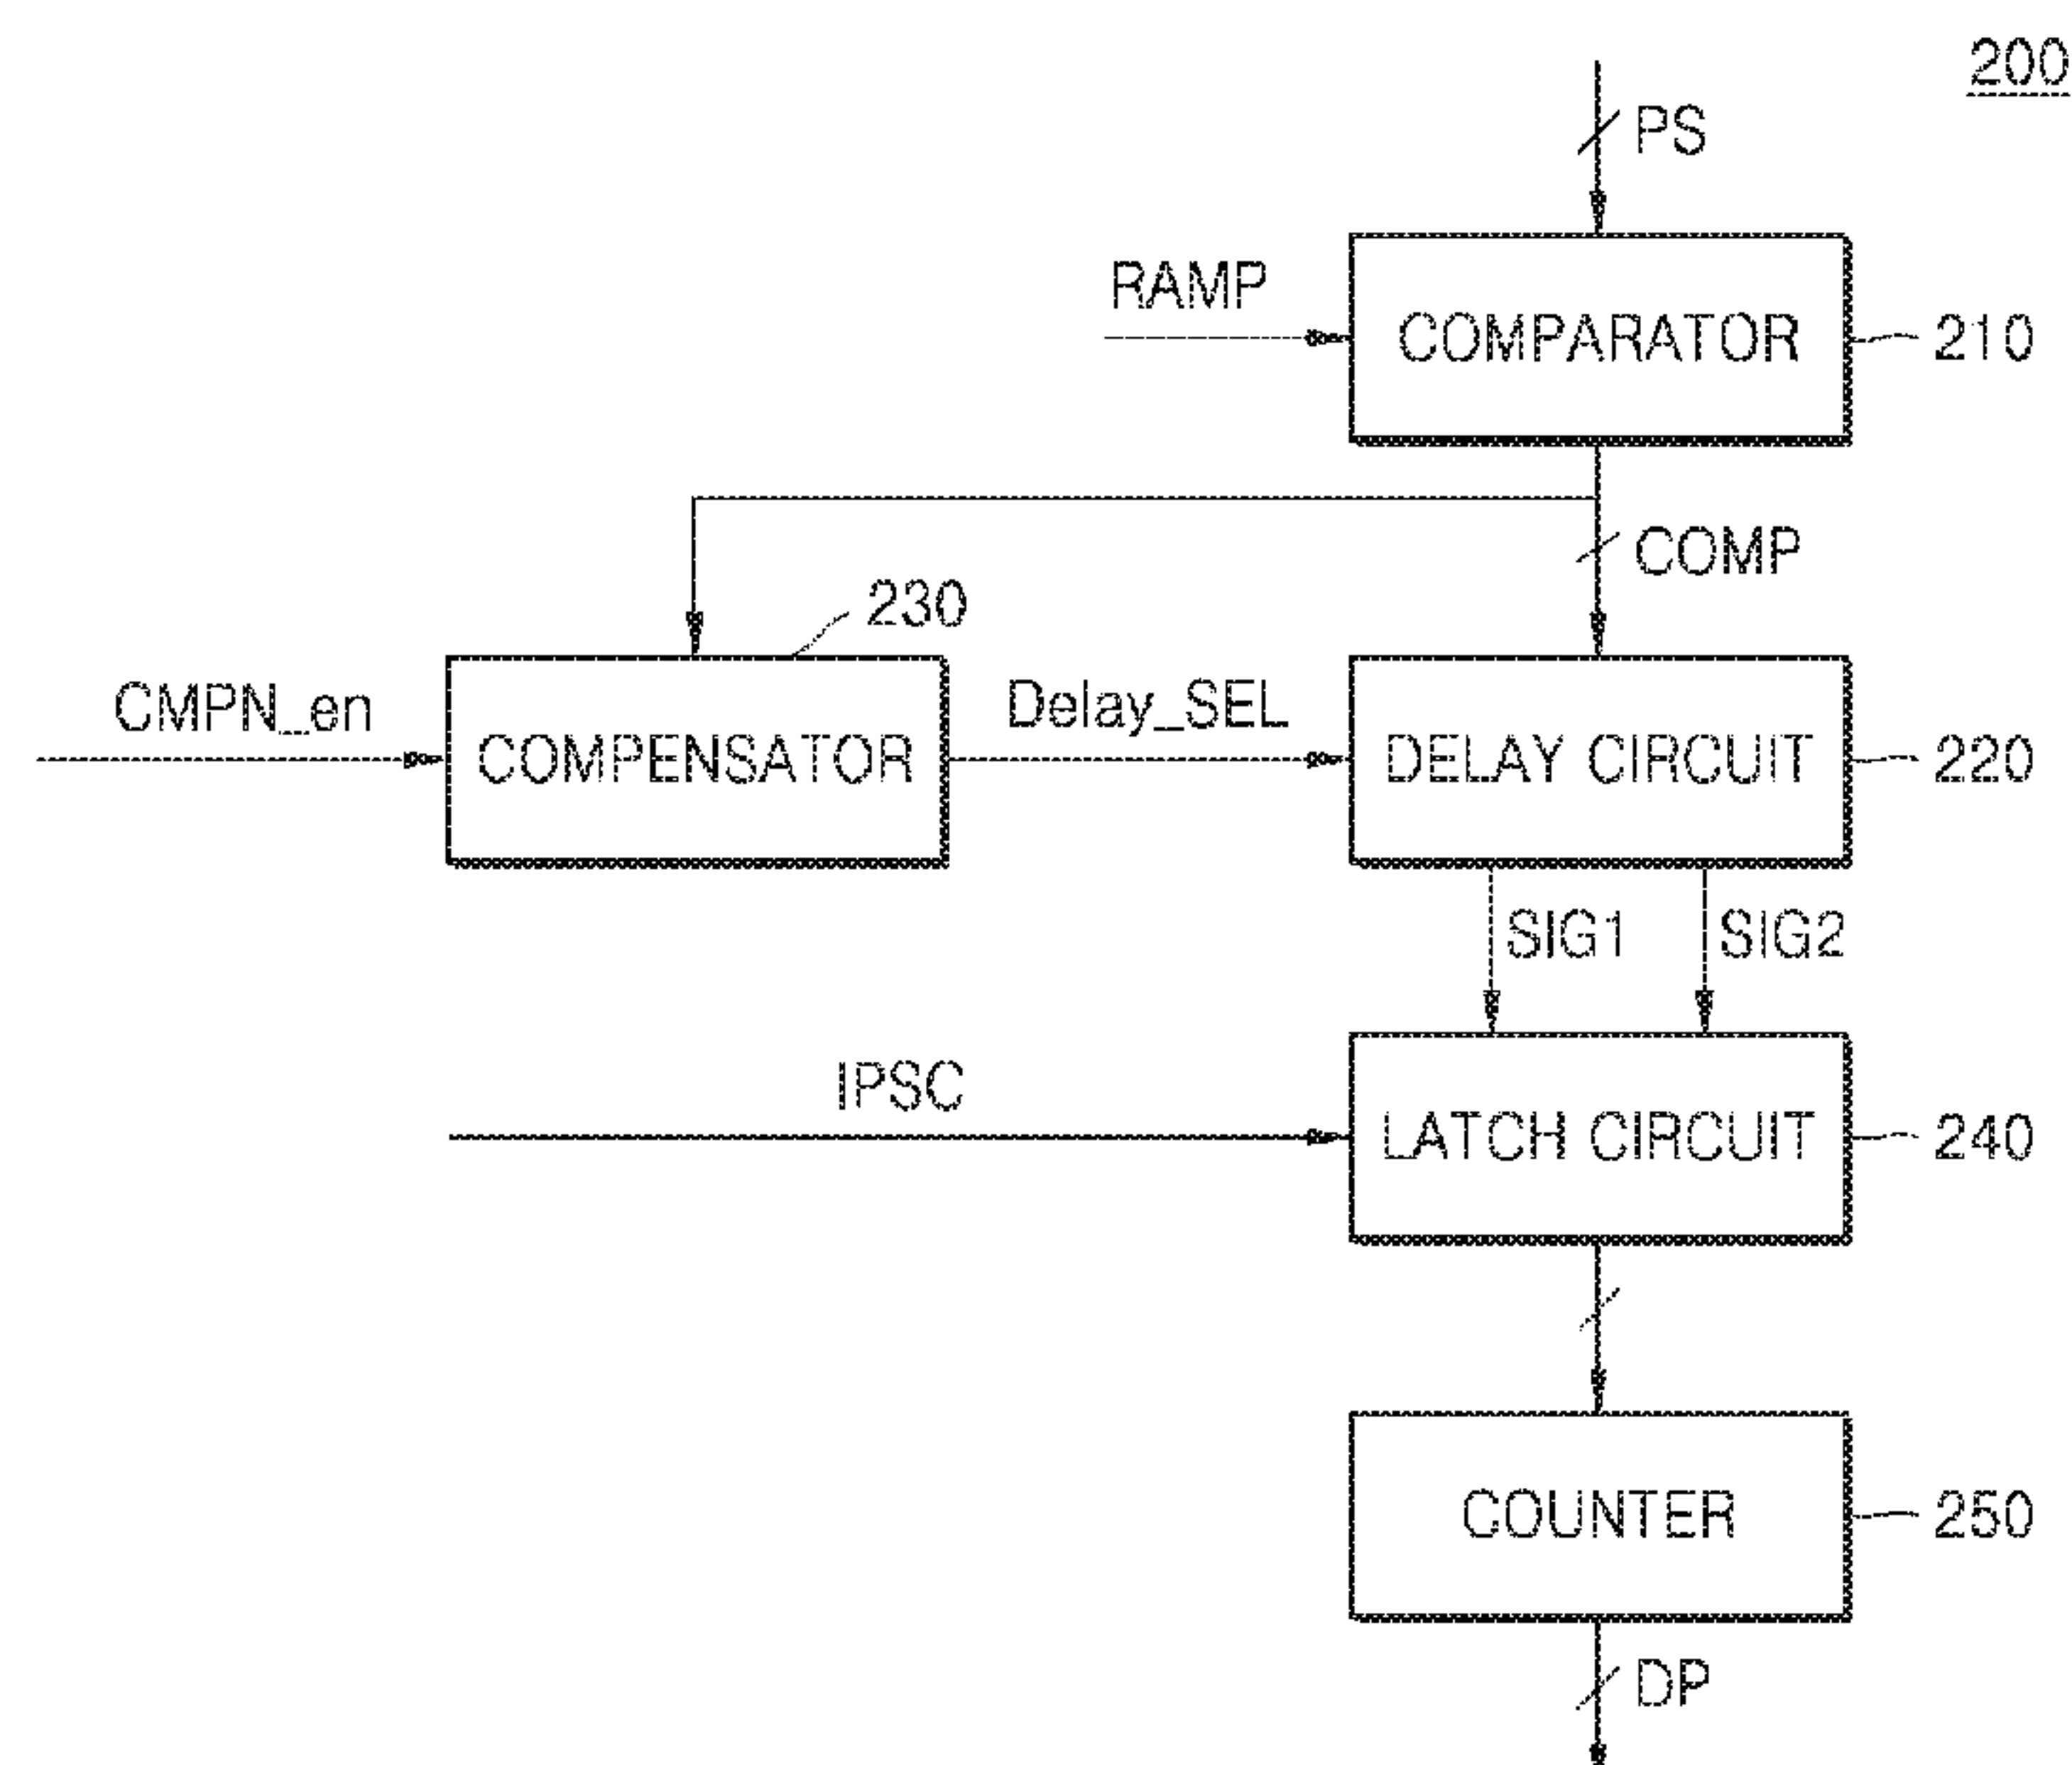 200
PS
RAMP
COMPARATOR
210
COMP
230
CMPN_en
COMPENSATOR
Delay_SEL
DELAY CIRCUIT
220
SIG1
SIG2
IPSC
LATCH CIRCUIT
240
COUNTER
250
DP